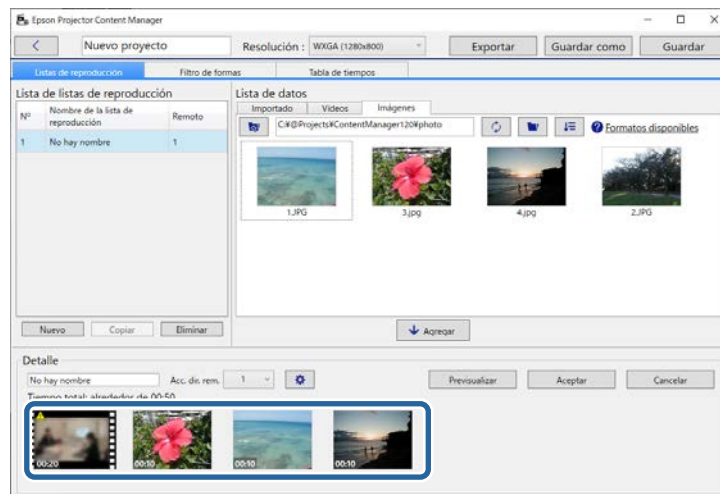 Epson Projector Content Manager
Nuevo proyecto Resolución : WXGA (1280x800) Exportar Guardar como Guardar
Listas de reproducción Filtro de formas Tabla de tiempos
Lista de listas de reproducción Lista de datos
Importado Vídeos Imágenes
Nº Nombre de la lista de reproducción Remoto
C:¥@Projects¥ContentManager120¥photo Formatos disponibles
1 No hay nombre 1
1.JPG 3.jpg 4.jpg 2.JPG
Nuevo Copiar Eliminar Agregar
Detalle
No hay nombre Acc. dir. rem. 1 Previsualizar Aceptar Cancelar
Tiempo total: alrededor de 00:50
00:20 00:10 00:10 00:10